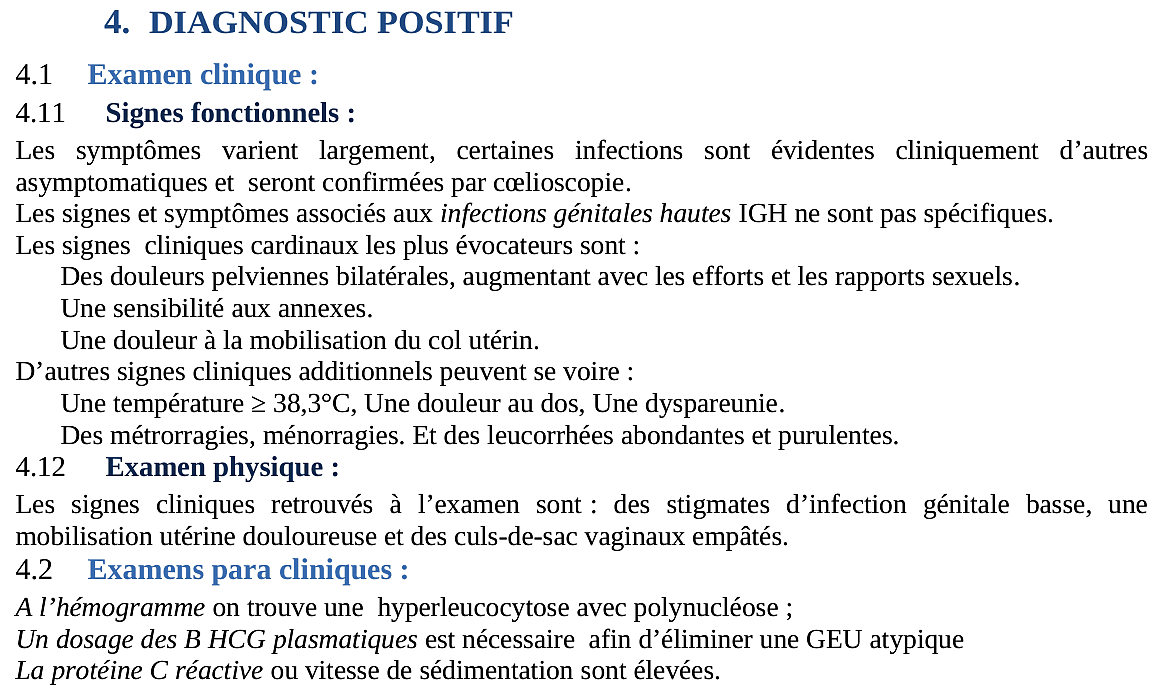 4. DIAGNOSTIC POSITIF
4.1 Examen clinique :
4.11 Signes fonctionnels :
Les symptômes varient largement, certaines infections sont évidentes cliniquement d’autres
asymptomatiques et seront confirmées par cœlioscopie.
Les signes et symptômes associés aux infections génitales hautes IGH ne sont pas spécifiques.
Les signes cliniques cardinaux les plus évocateurs sont :
Des douleurs pelviennes bilatérales, augmentant avec les efforts et les rapports sexuels.
Une sensibilité aux annexes.
Une douleur à la mobilisation du col utérin.
D’autres signes cliniques additionnels peuvent se voire :
Une température ≥ 38,3°C, Une douleur au dos, Une dyspareunie.
Des métrorragies, ménorragies. Et des leucorrhées abondantes et purulentes.
4.12 Examen physique :
Les signes cliniques retrouvés à l’examen sont : des stigmates d’infection génitale basse, une
mobilisation utérine douloureuse et des culs-de-sac vaginaux empâtés.
4.2 Examens para cliniques :
A l’hémogramme on trouve une hyperleucocytose avec polynucléose ;
Un dosage des B HCG plasmatiques est nécessaire afin d’éliminer une GEU atypique
La protéine C réactive ou vitesse de sédimentation sont élevées.